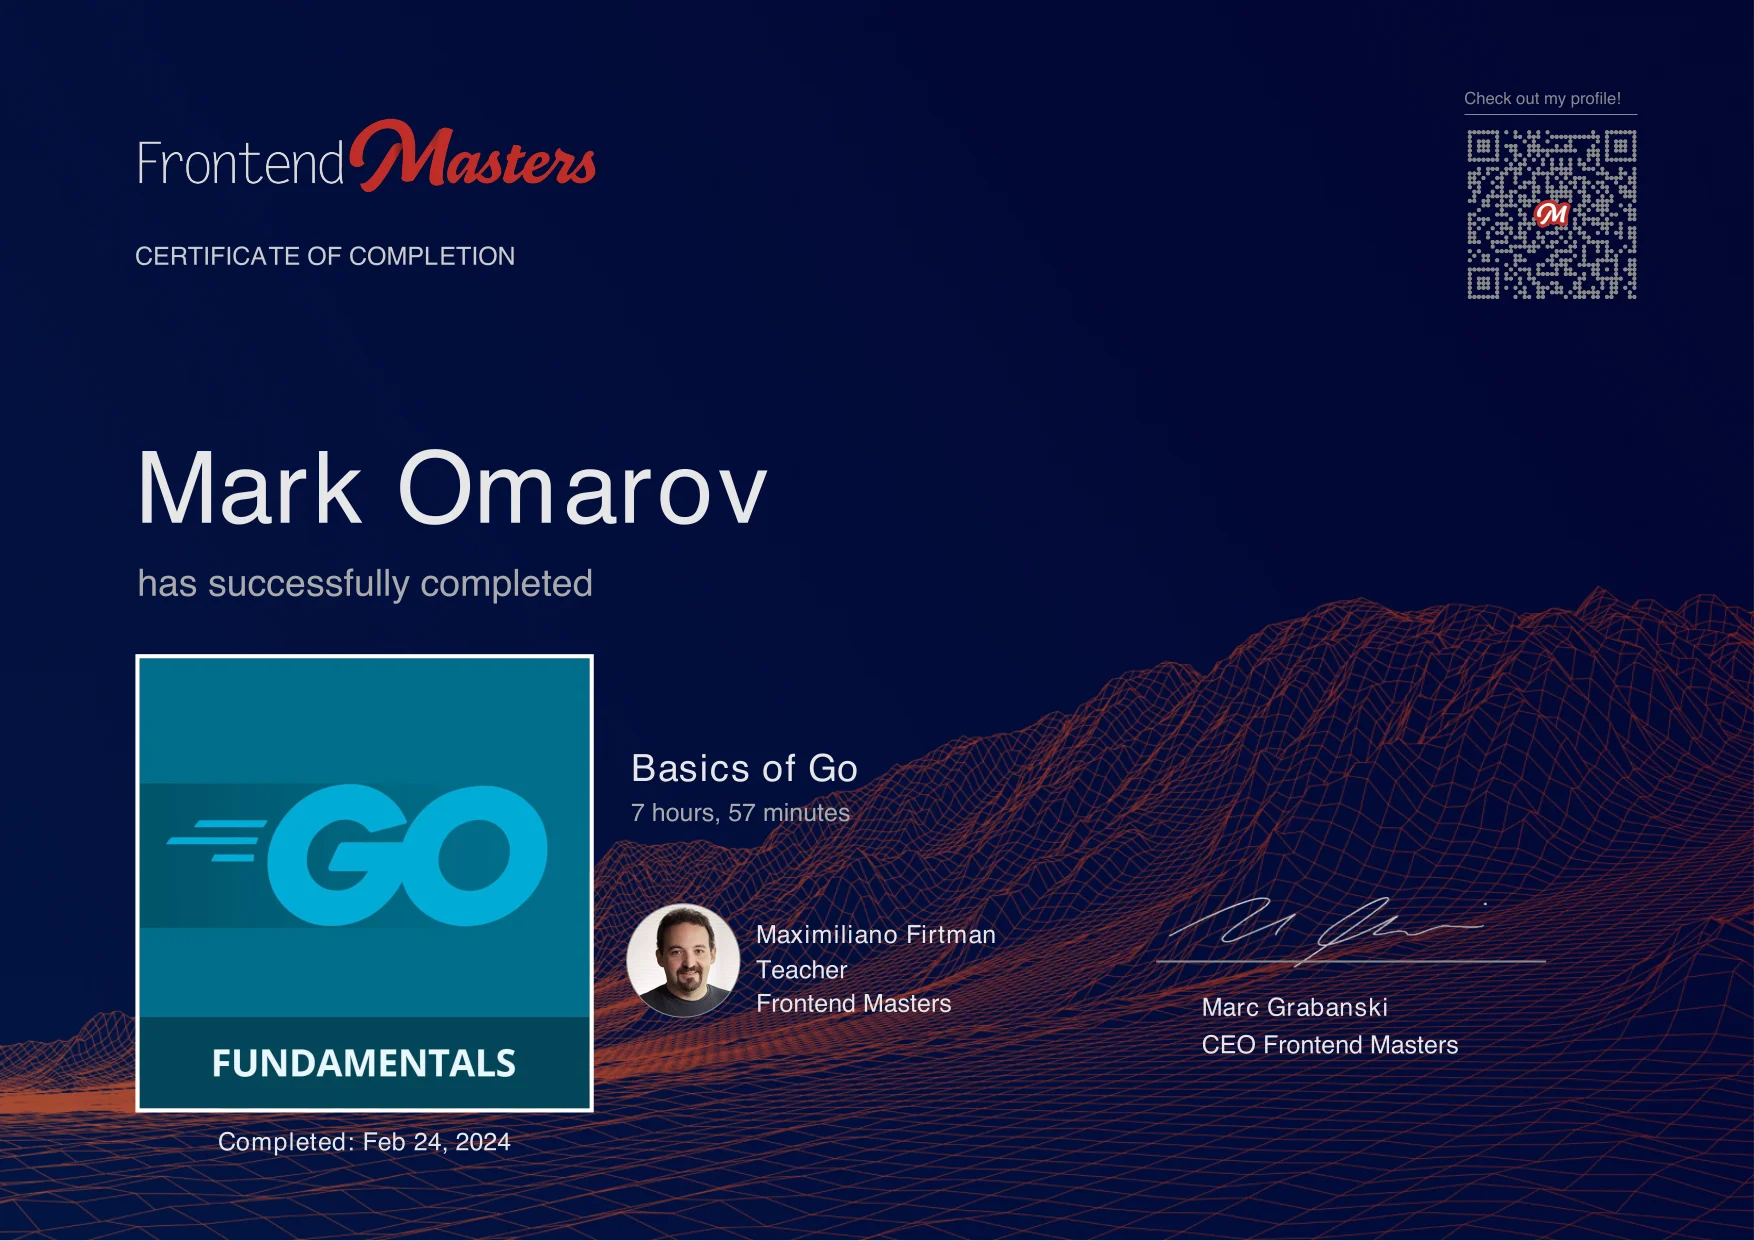 Check out my profile!
Frontend Masters
M
CERTIFICATE OF COMPLETION
Mark Omarov
has successfully completed
GO
FUNDAMENTALS
Completed: Feb 24, 2024
Basics of Go
7 hours, 57 minutes
Maximiliano Firtman
Teacher
Frontend Masters
Marc Grabanski
CEO Frontend Masters